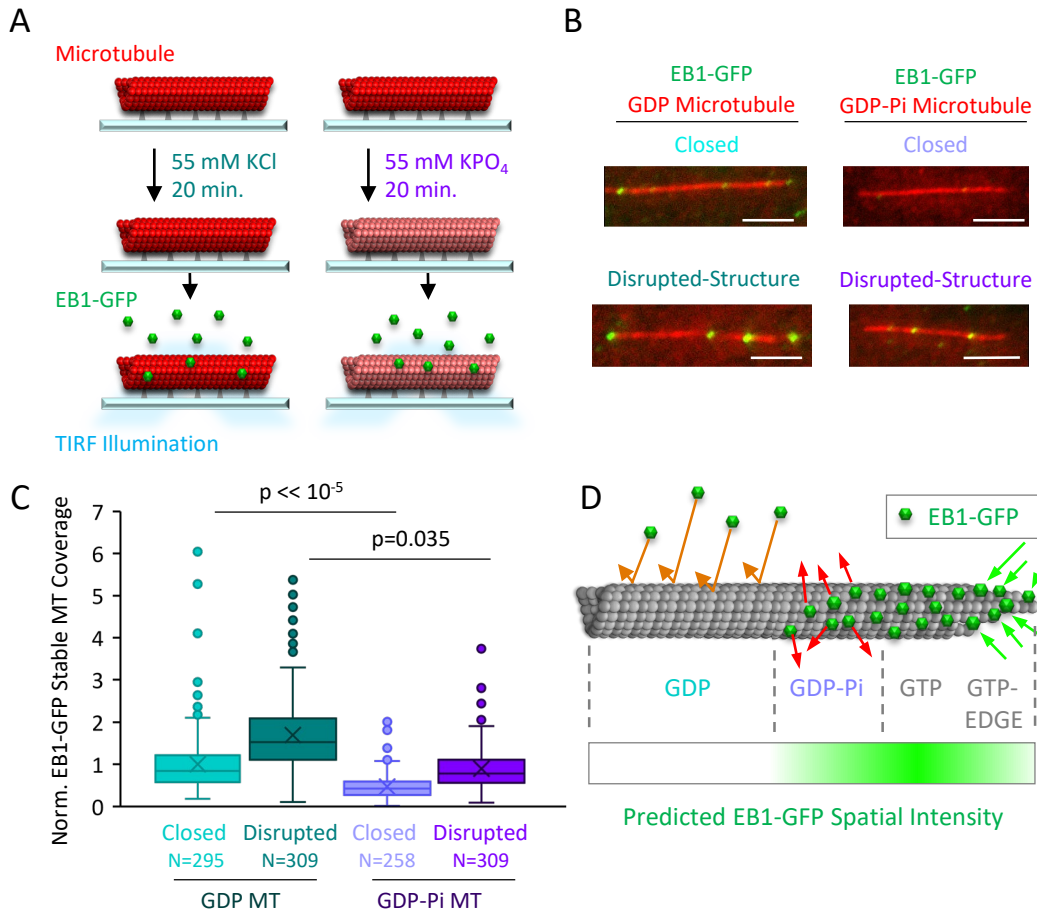 A
Microtubule
55 mM KCl
20 min.
55 mM KPO4
20 min.
EB1-GFP
TIRF Illumination
B
EB1-GFP
GDP Microtubule
Closed
EB1-GFP
GDP-Pi Microtubule
Closed
Disrupted-Structure
Disrupted-Structure
C
Norm. EB1-GFP Stable MT Coverage
p << 10-5
p=0.035
7
6
5
4
3
2
1
0
Closed
N=295
Disrupted
N=309
Closed
N=258
Disrupted
N=309
GDP MT
GDP-Pi MT
D
EB1-GFP
GDP
GDP-Pi
GTP
GTP-
EDGE
Predicted EB1-GFP Spatial Intensity